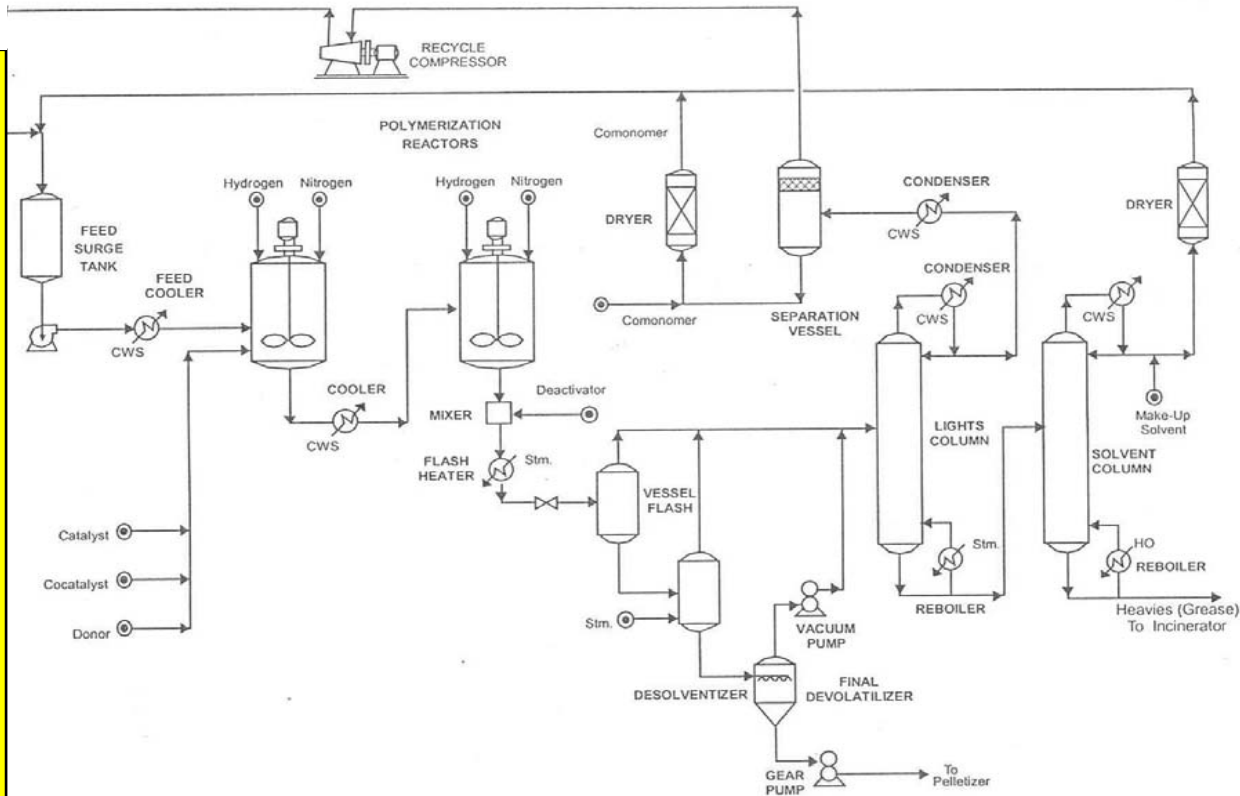 RECYCLE
COMPRESSOR
POLYMERIZATION
REACTORS
Comonomer
Hydrogen
Nitrogen
Hydrogen
Nitrogen
CONDENSER
DRYER
DRYER
CWS
FEED
SURGE
TANK
CONDENSER
FEED
COOLER
CWS
CWS
Comonomer
SEPARATION
VESSEL
CWS
COOLER
Deactivator
MIXER
CWS
Make-Up
Solvent
LIGHTS
COLUMN
SOLVENT
COLUMN
FLASH
HEATER
Stm.
VESSEL
FLASH
Catalyst
Stm.
HO
REBOILER
Cocatalyst
REBOILER
Heavies (Grease)
To Incinerator
Stm.
VACUUM
PUMP
Donor
DESOLVENTIZER
FINAL
DEVOLATILIZER
GEAR
PUMP
To
Pelletizer